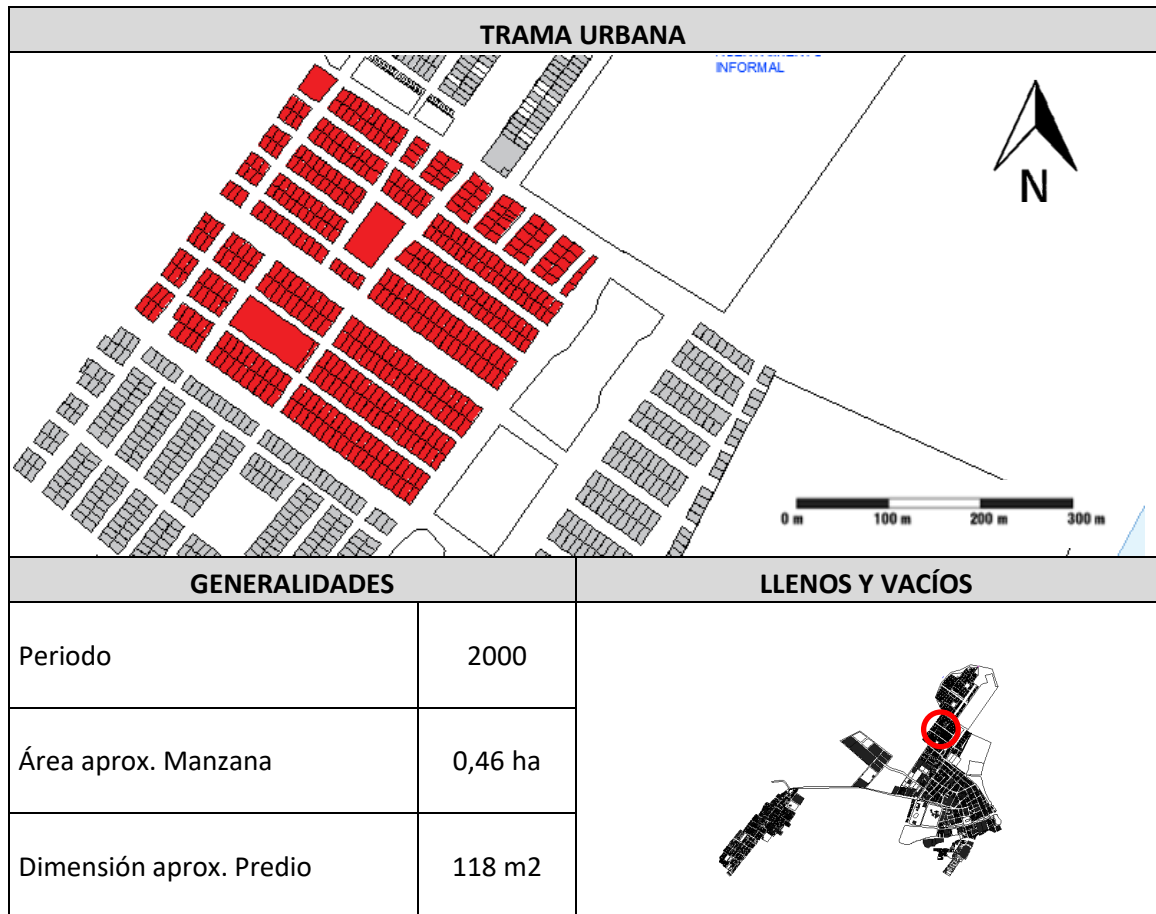 TRAMA URBANA
INFORMAL
N
0 m 100 m 200 m 300 m
GENERALIDADES
LLENOS Y VACÍOS
Periodo 2000
Área aprox. Manzana 0,46 ha
Dimensión aprox. Predio 118 m2